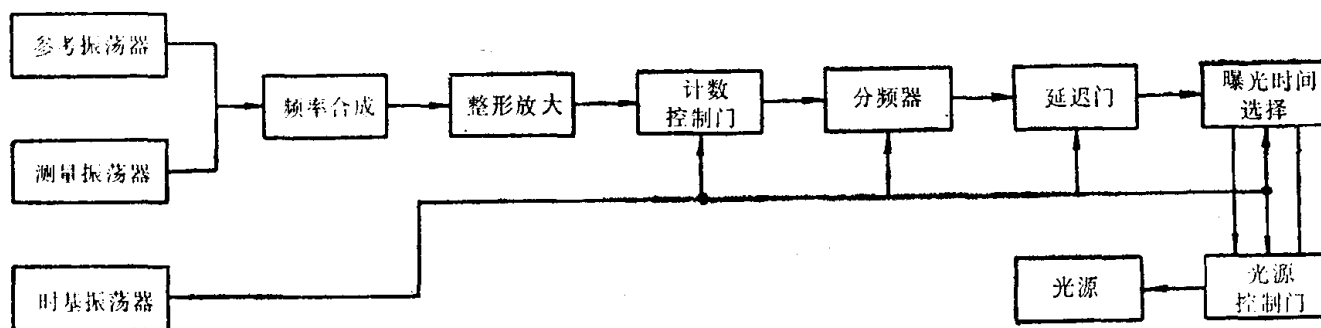 参考振荡器
频率合成
整形放大
计数
控制门
分频器
延迟门
曝光时间
选择
测量振荡器
时基振荡器
光源
光源
控制门